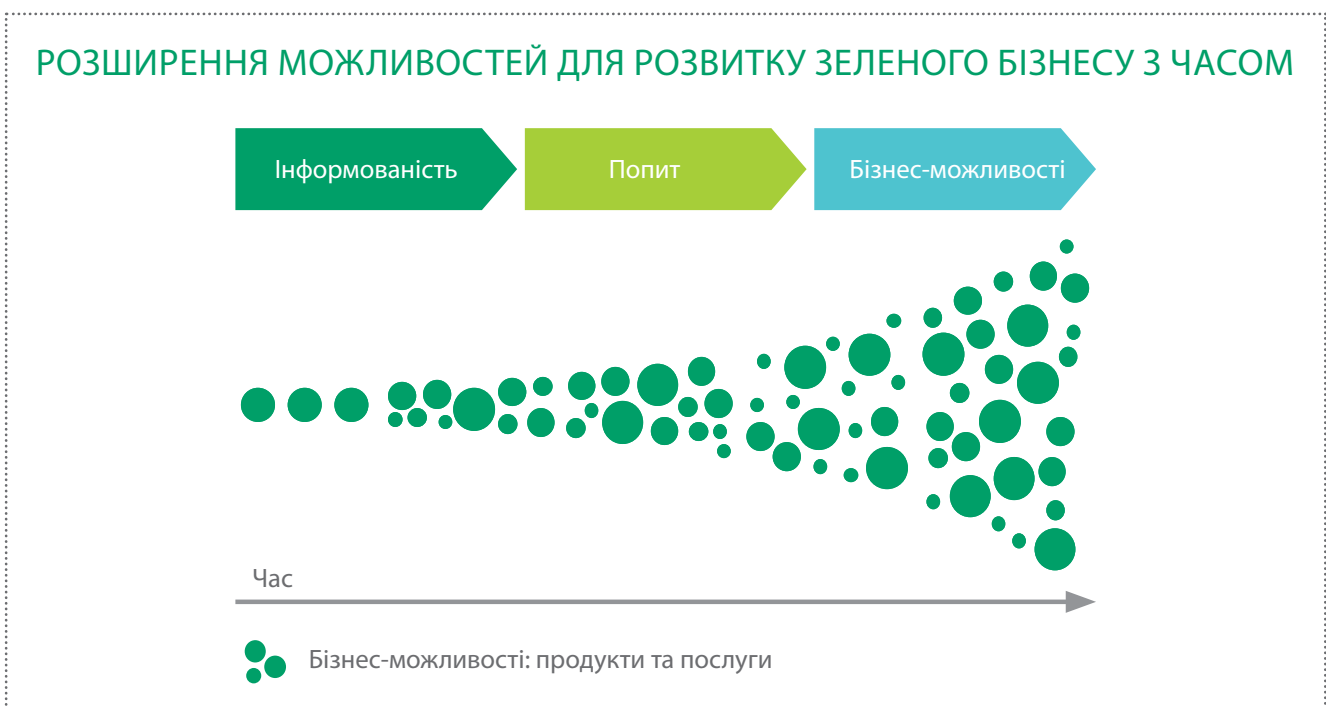 РОЗШИРЕННЯ МОЖЛИВОСТЕЙ ДЛЯ РОЗВИТКУ ЗЕЛЕНОГО БІЗНЕСУ З ЧАСОМ
Інформованість
Попит
Бізнес-можливості
Час
Бізнес-можливості: продукти та послуги